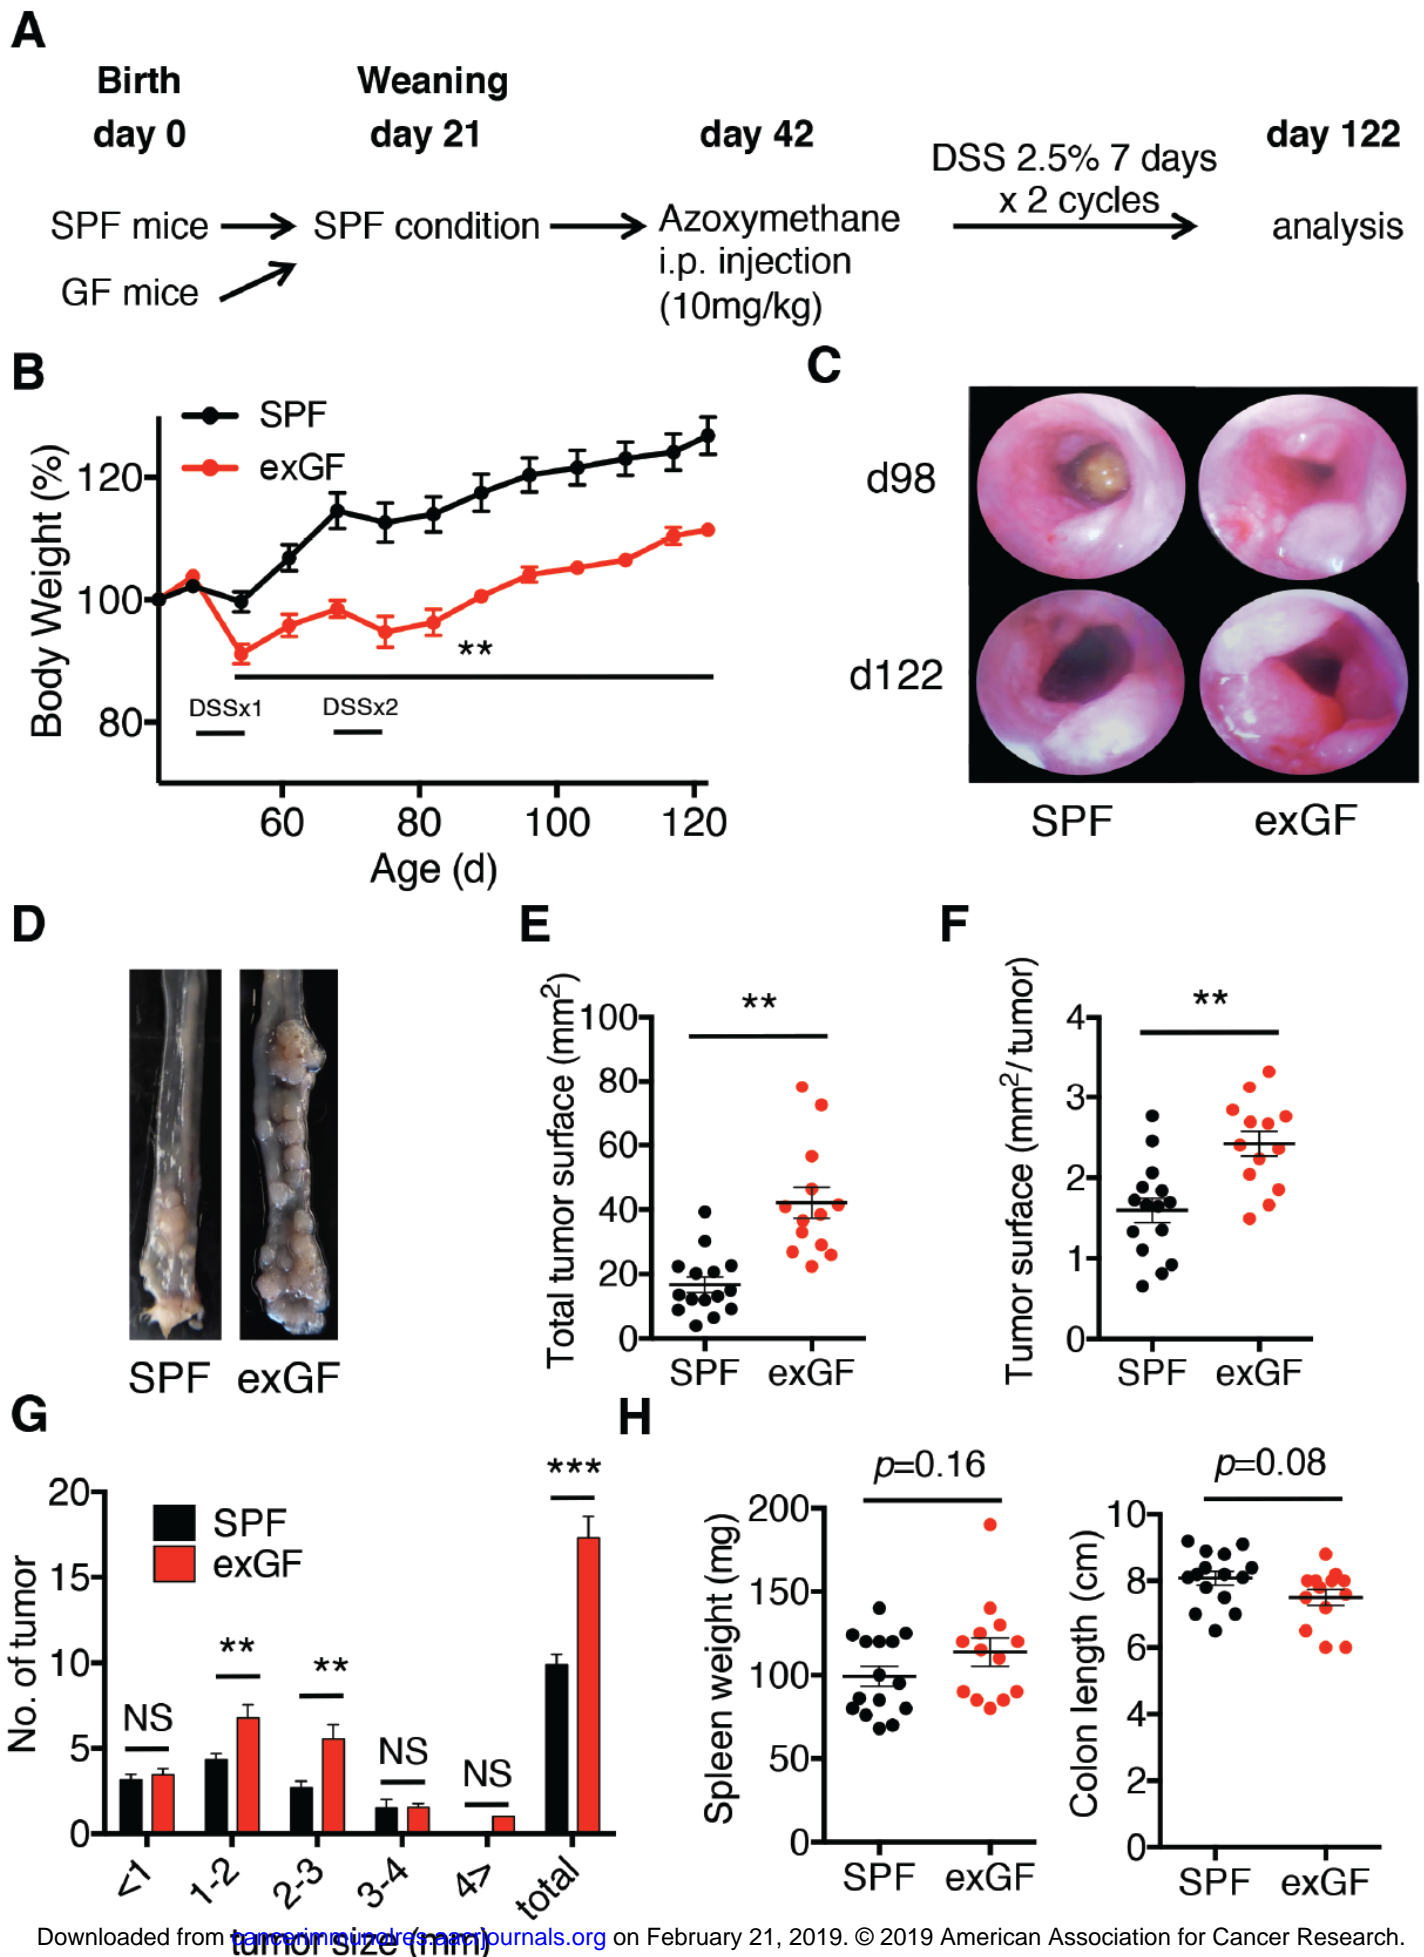 A
Birth
Weaning
day 0
day 21
day 42
day 122
DSS 2.5% 7 days
x 2 cycles
SPF mice
SPF condition
Azoxymethane
i.p. injection
(10mg/kg)
analysis
GF mice
B
SPF
exGF
Body Weight (%)
120
100
80
**
DSSx1
DSSx2
60
80
100
120
Age (d)
C
d98
d122
SPF
exGF
D
SPF
exGF
E
Total tumor surface (mm2)
100
80
60
40
20
0
**
SPF
exGF
F
Tumor surface (mm2/ tumor)
4
3
2
1
0
**
SPF
exGF
G
No. of tumor
20
15
10
5
0
SPF
exGF
NS
**
**
NS
NS
***
<1
1-2
2-3
3-4
4>
total
tumor size (mm)
H
Spleen weight (mg)
200
150
100
50
0
p=0.16
SPF
exGF
Colon length (cm)
10
8
6
4
2
0
p=0.08
SPF
exGF
Downloaded from cancerimmunolres.aacrjournals.org on February 21, 2019. © 2019 American Association for Cancer Research.